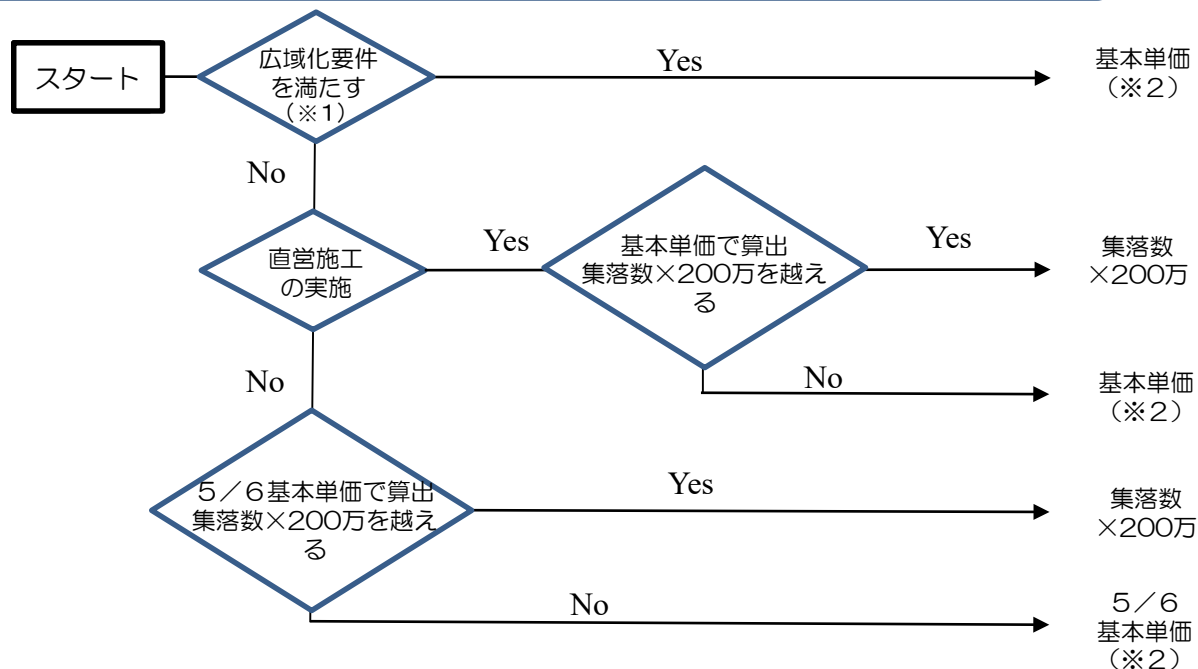 スタート
広域化要件
を満たす
(※1)
Yes
基本単価
(※2)
No
直営施工
の実施
Yes
基本単価で算出
集落数×200万を越え
る
Yes
集落数
×200万
No
基本単価
(※2)
No
5/6基本単価で算出
集落数×200万を越え
る
Yes
集落数
×200万
No
5/6
基本単価
(※2)